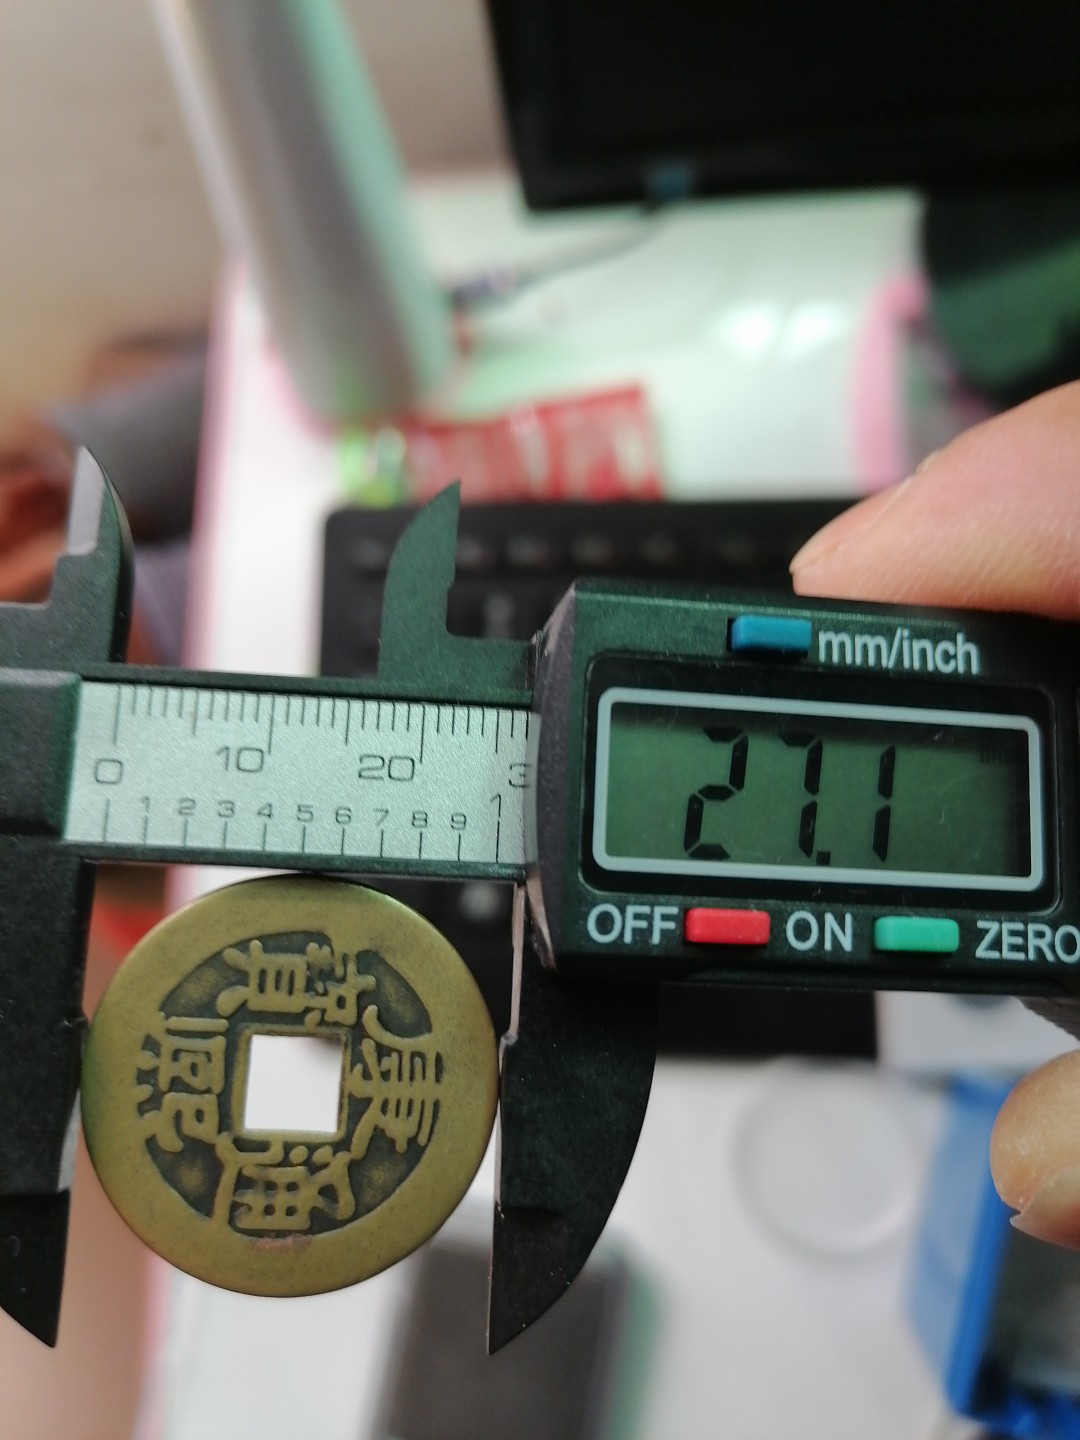 mm/inch
27.1 mm
OFF ON ZERO
0 10 20 3
1 2 3 4 5 6 7 8 9 1
康熙通寶